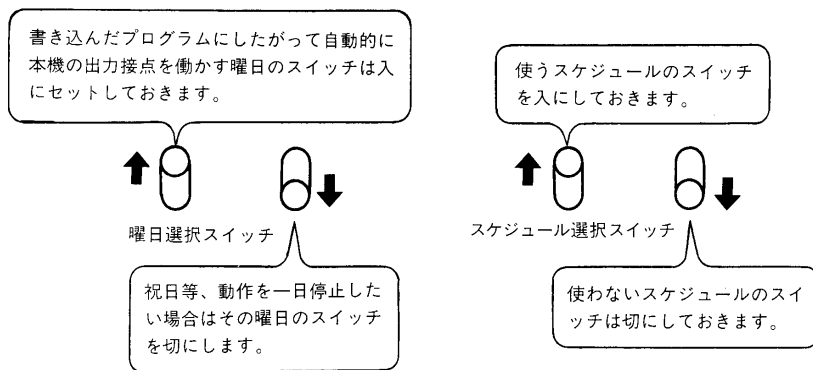 書き込んだプログラムにしたがって自動的に
本機の出力接点を働かす曜日のスイッチは入
にセットしておきます。
曜日選択スイッチ
祝日等、動作を一日停止した
い場合はその曜日のスイッチ
を切にします。
使うスケジュールのスイッチ
を入にしておきます。
スケジュール選択スイッチ
使わないスケジュールのスイ
ッチは切にしておきます。